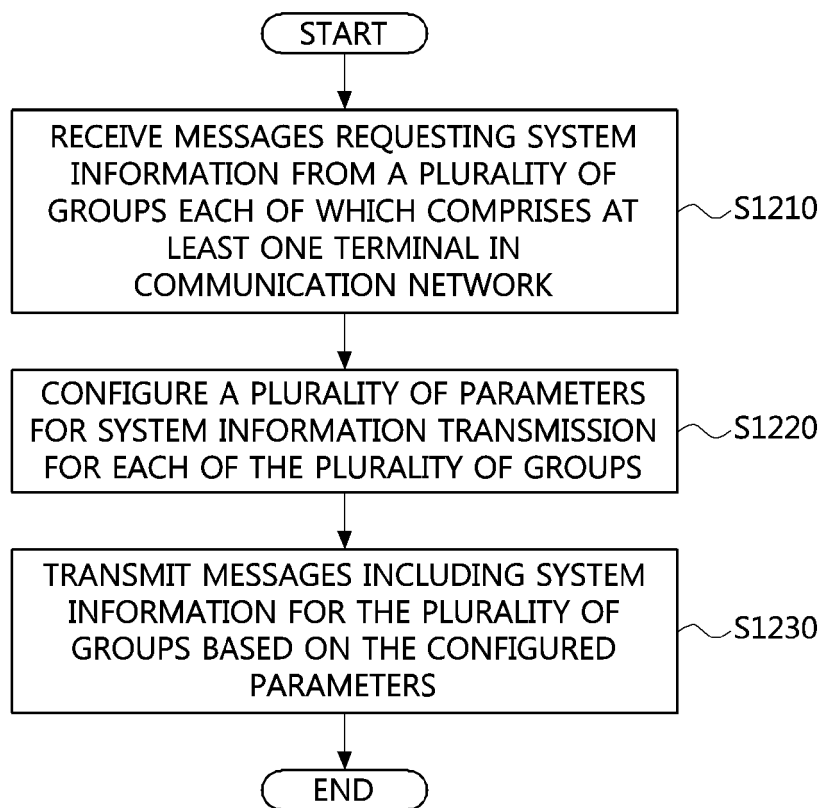 START
RECEIVE MESSAGES REQUESTING SYSTEM
INFORMATION FROM A PLURALITY OF
GROUPS EACH OF WHICH COMPRISES AT
LEAST ONE TERMINAL IN
COMMUNICATION NETWORK
S1210
CONFIGURE A PLURALITY OF PARAMETERS
FOR SYSTEM INFORMATION TRANSMISSION
FOR EACH OF THE PLURALITY OF GROUPS
S1220
TRANSMIT MESSAGES INCLUDING SYSTEM
INFORMATION FOR THE PLURALITY OF
GROUPS BASED ON THE CONFIGURED
PARAMETERS
S1230
END